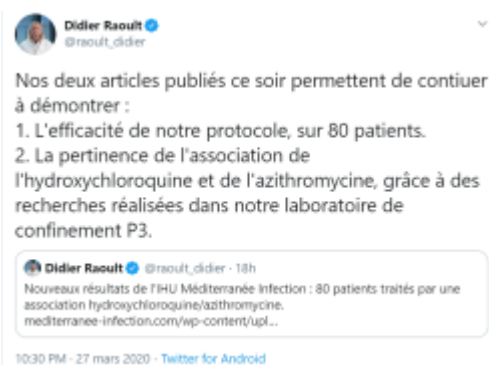 Didier Raoult
@raoult_didier
Nos deux articles publiés ce soir permettent de contiuer
à démontrer :
1. L'efficacité de notre protocole, sur 80 patients.
2. La pertinence de l'association de
l'hydroxychloroquine et de l'azithromycine, grâce à des
recherches réalisées dans notre laboratoire de
confinement P3.
Didier Raoult @raoult_didier · 18h
Nouveaux résultats de l'IHU Méditerranée Infection : 80 patients traités par une
association hydroxychloroquine/azithromycine.
mediterranee-infection.com/wp-content/upl...
10:30 PM · 27 mars 2020 · Twitter for Android